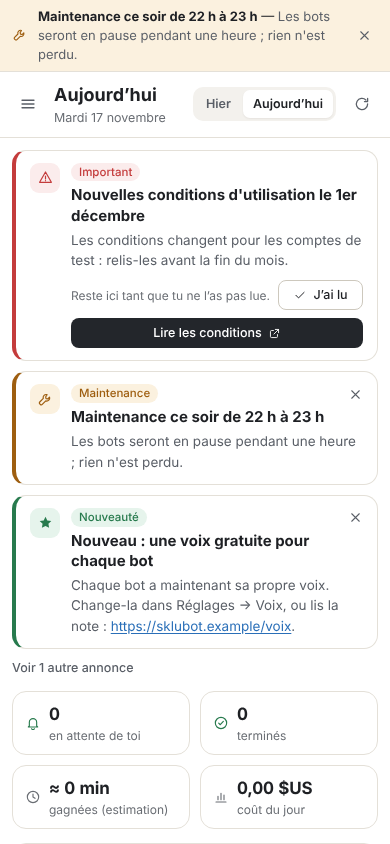 Maintenance ce soir de 22 h à 23 h — Les bots
seront en pause pendant une heure ; rien n'est
perdu.
Aujourd’hui
Mardi 17 novembre
Hier
Aujourd’hui
Important
Nouvelles conditions d'utilisation le 1er
décembre
Les conditions changent pour les comptes de
test : relis-les avant la fin du mois.
Reste ici tant que tu ne l’as pas lue.
J’ai lu
Lire les conditions
Maintenance
Maintenance ce soir de 22 h à 23 h
Les bots seront en pause pendant une heure
; rien n'est perdu.
Nouveauté
Nouveau : une voix gratuite pour
chaque bot
Chaque bot a maintenant sa propre voix.
Change-la dans Réglages → Voix, ou lis la
note : https://sklubot.example/voix.
Voir 1 autre annonce
0
en attente de toi
0
terminés
≈ 0 min
gagnées (estimation)
0,00 $US
coût du jour